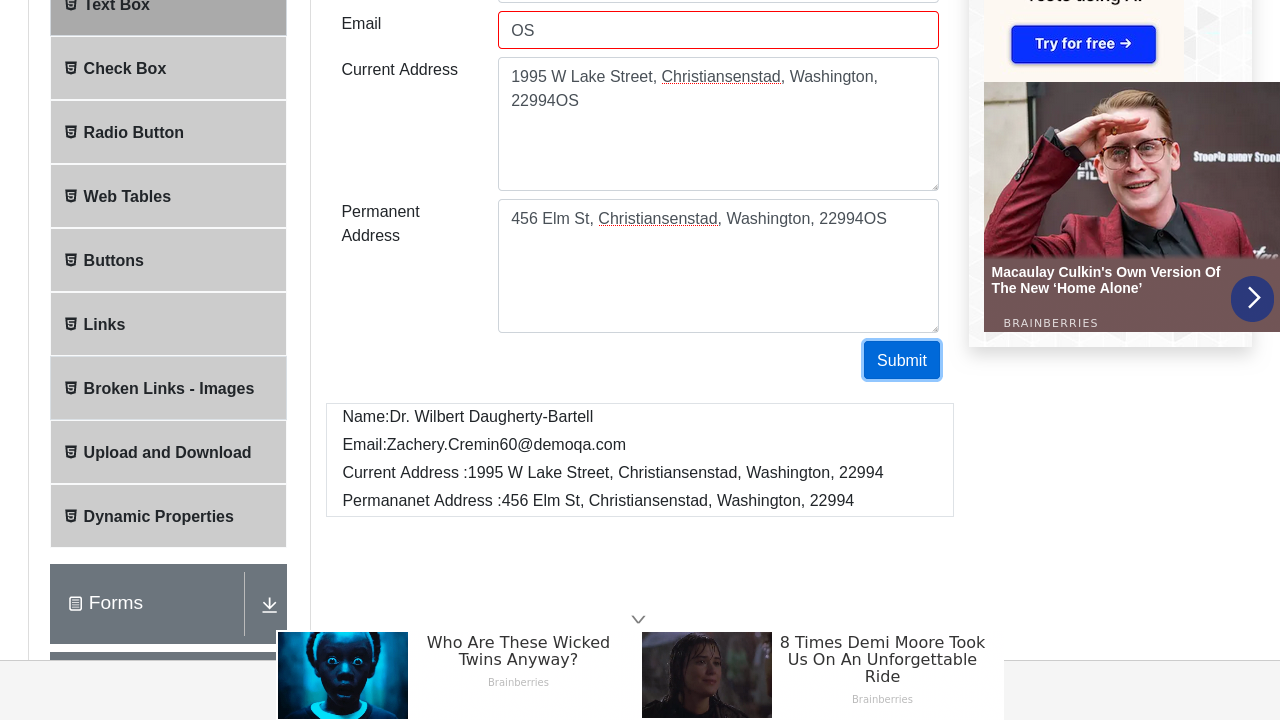 Text Box
Check Box
Radio Button
Web Tables
Buttons
Links
Broken Links - Images
Upload and Download
Dynamic Properties
Forms
Email
OS
Current Address
1995 W Lake Street, Christiansenstad, Washington,
22994OS
Permanent
Address
456 Elm St, Christiansenstad, Washington, 22994OS
Submit
Name:Dr. Wilbert Daugherty-Bartell
Email:Zachery.Cremin60@demoqa.com
Current Address :1995 W Lake Street, Christiansenstad, Washington, 22994
Permananet Address :456 Elm St, Christiansenstad, Washington, 22994
Try for free →
STOOPID BUDDY STOOD
Macaulay Culkin's Own Version Of
The New ‘Home Alone’
BRAINBERRIES
Who Are These Wicked
Twins Anyway?
Brainberries
8 Times Demi Moore Took
Us On An Unforgettable
Ride
Brainberries